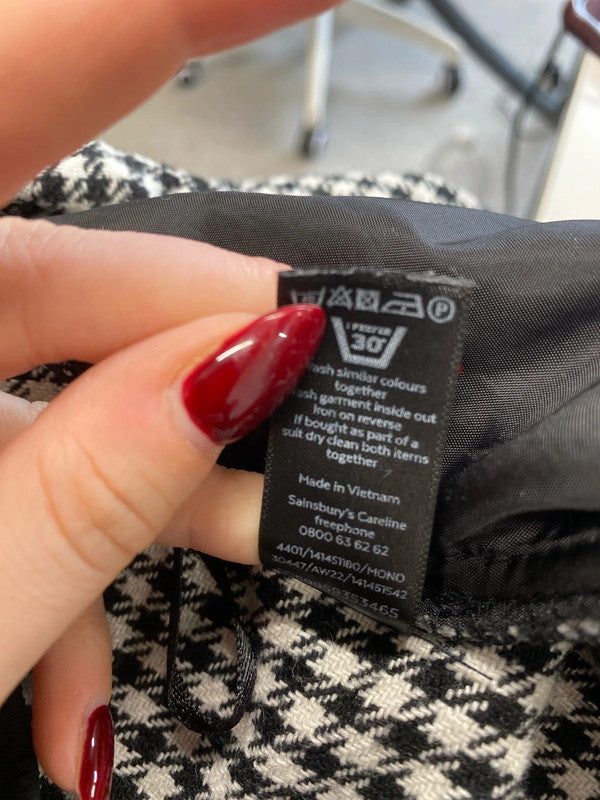 P
I PREFER
30°
wash similar colours
together
wash garment inside out
Iron on reverse
If bought as part of a
suit dry clean both items
together
Made in Vietnam
Sainsbury's Careline
freephone
0800 63 62 62
4401/141451180/MONO
30447/AW22/141451542